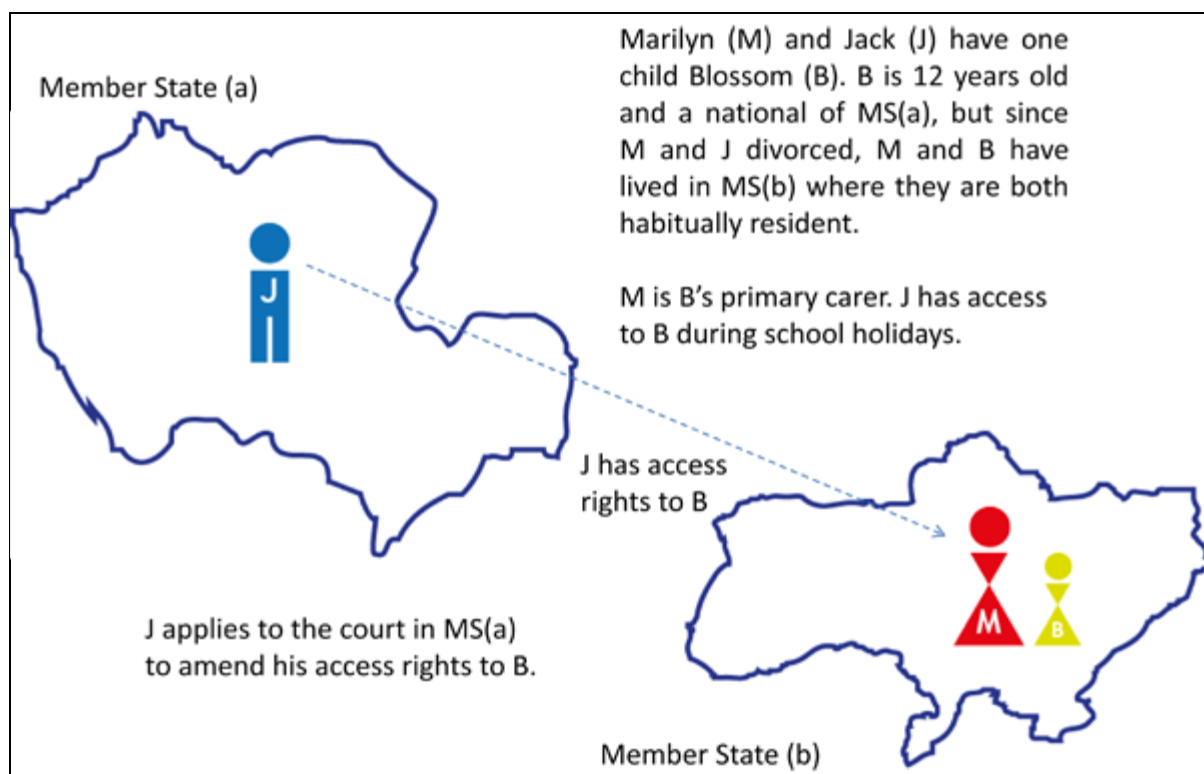 Member State (a)
Marilyn (M) and Jack (J) have one
child Blossom (B). B is 12 years old
and a national of MS(a), but since
M and J divorced, M and B have
lived in MS(b) where they are both
habitually resident.
M is B’s primary carer. J has access
to B during school holidays.
J
J has access
rights to B
M
B
J applies to the court in MS(a)
to amend his access rights to B.
Member State (b)